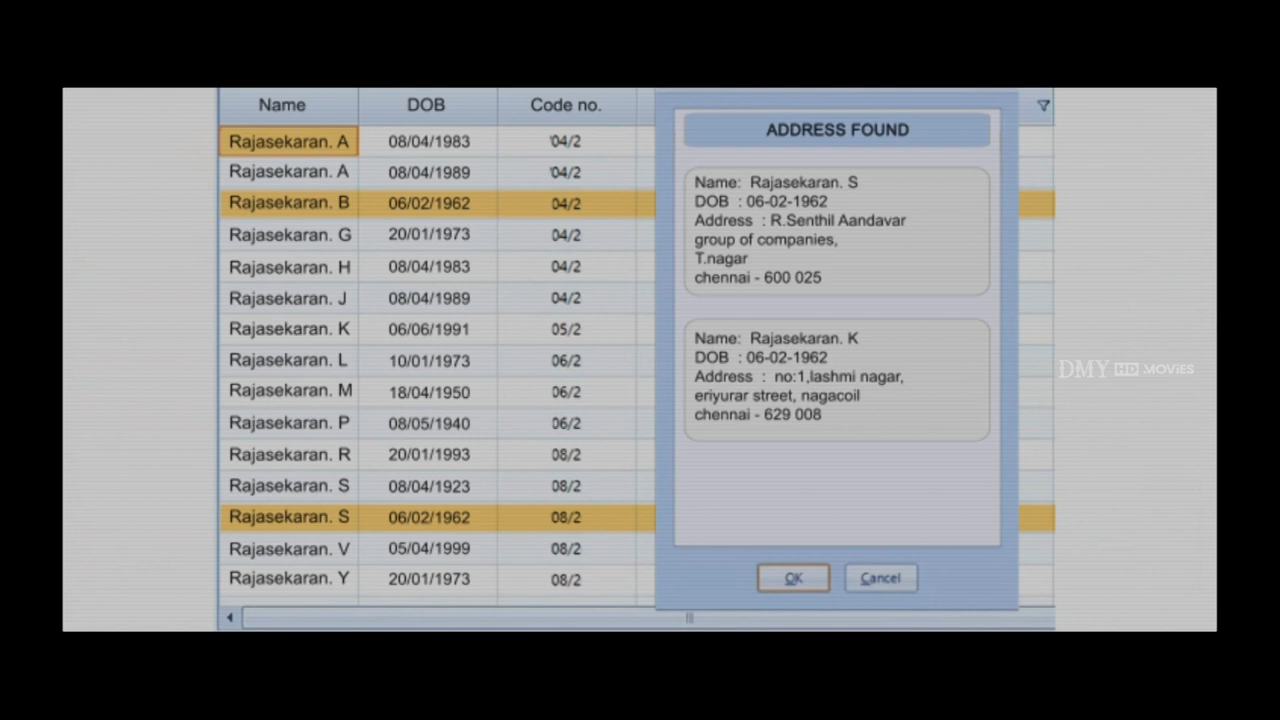 Name DOB Code no.
Rajasekaran. A 08/04/1983 '04/2
Rajasekaran. A 08/04/1989 '04/2
Rajasekaran. B 06/02/1962 04/2
Rajasekaran. G 20/01/1973 04/2
Rajasekaran. H 08/04/1983 04/2
Rajasekaran. J 08/04/1989 04/2
Rajasekaran. K 06/06/1991 05/2
Rajasekaran. L 10/01/1973 06/2
Rajasekaran. M 18/04/1950 06/2
Rajasekaran. P 08/05/1940 06/2
Rajasekaran. R 20/01/1993 08/2
Rajasekaran. S 08/04/1923 08/2
Rajasekaran. S 06/02/1962 08/2
Rajasekaran. V 05/04/1999 08/2
Rajasekaran. Y 20/01/1973 08/2
ADDRESS FOUND
Name: Rajasekaran. S
DOB : 06-02-1962
Address : R.Senthil Aandavar
group of companies,
T.nagar
chennai - 600 025
Name: Rajasekaran. K
DOB : 06-02-1962
Address : no:1,lashmi nagar,
eriyurar street, nagacoil
chennai - 629 008
OK Cancel
DMY HD MOVIES